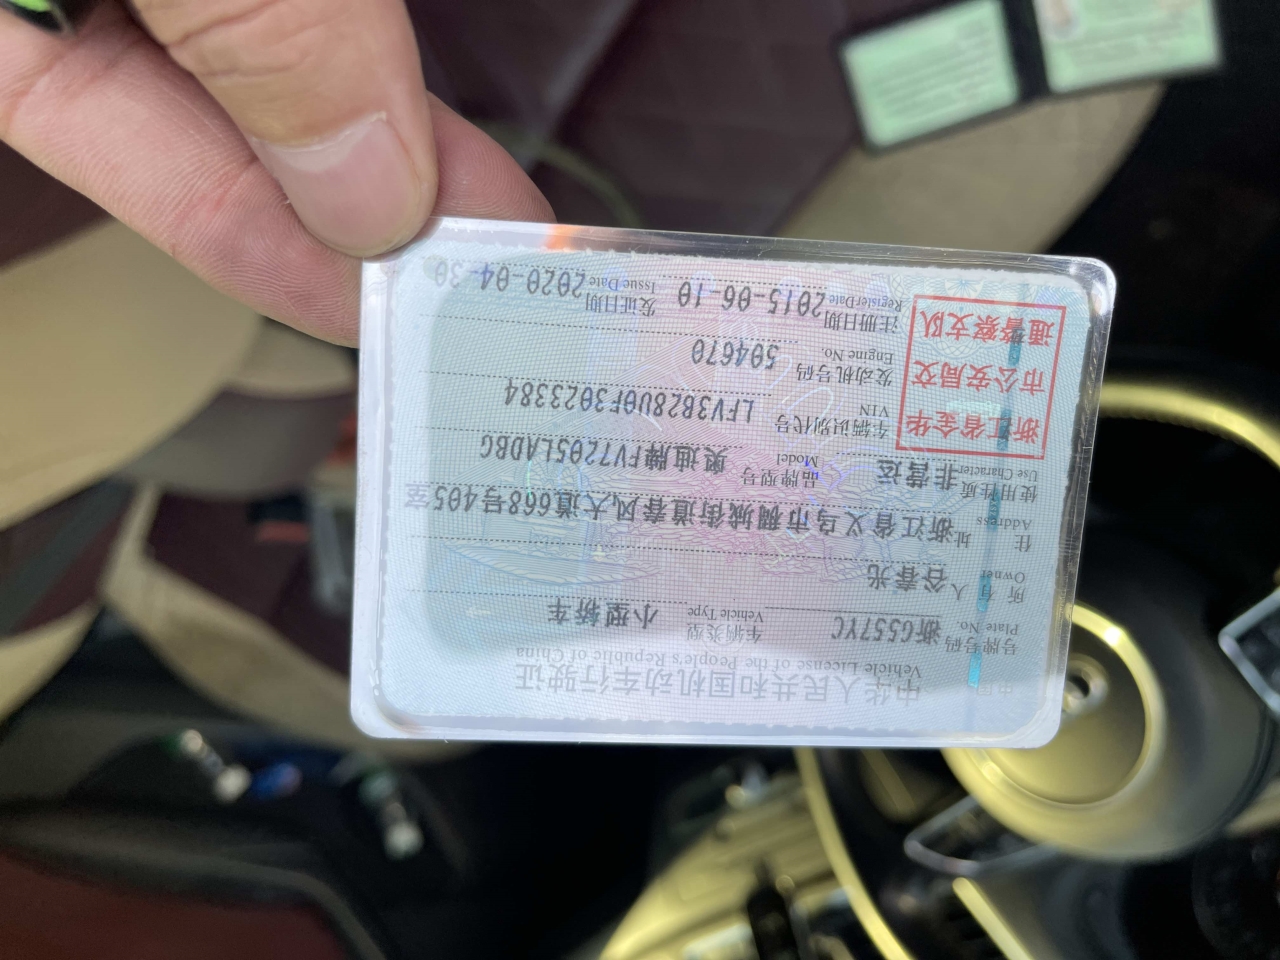 中华人民共和国机动车行驶证
Vehicle License of the People's Republic of China
号牌号码 浙G557YC 车辆类型 小型轿车
Plate No. Vehicle Type
所有人 谷春光
Owner
住址 浙江省义乌市稠城街道春风大道668号405室
Address
使用性质 非营运 品牌型号 奥迪牌FV7205LADBG
Use Character Model
浙江省金华
市公安局交
通警察支队
车辆识别代号 LFV3B28U0F3023384
VIN
发动机号码 504670
Engine No.
注册日期 2015-06-10 发证日期 2020-04-30
Register Date Issue Date